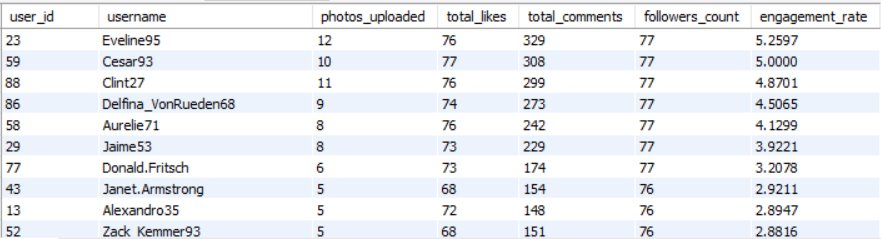 user_id username photos_uploaded total_likes total_comments followers_count engagement_rate
23 Eveline95 12 76 329 77 5.2597
59 Cesar93 10 77 308 77 5.0000
88 Clint27 11 76 299 77 4.8701
86 Delfina_VonRueden68 9 74 273 77 4.5065
58 Aurelie71 8 76 242 77 4.1299
29 Jaime53 8 73 229 77 3.9221
77 Donald.Fritsch 6 73 174 77 3.2078
43 Janet.Armstrong 5 68 154 76 2.9211
13 Alexandro35 5 72 148 76 2.8947
52 Zack_Kemmer93 5 68 151 76 2.8816